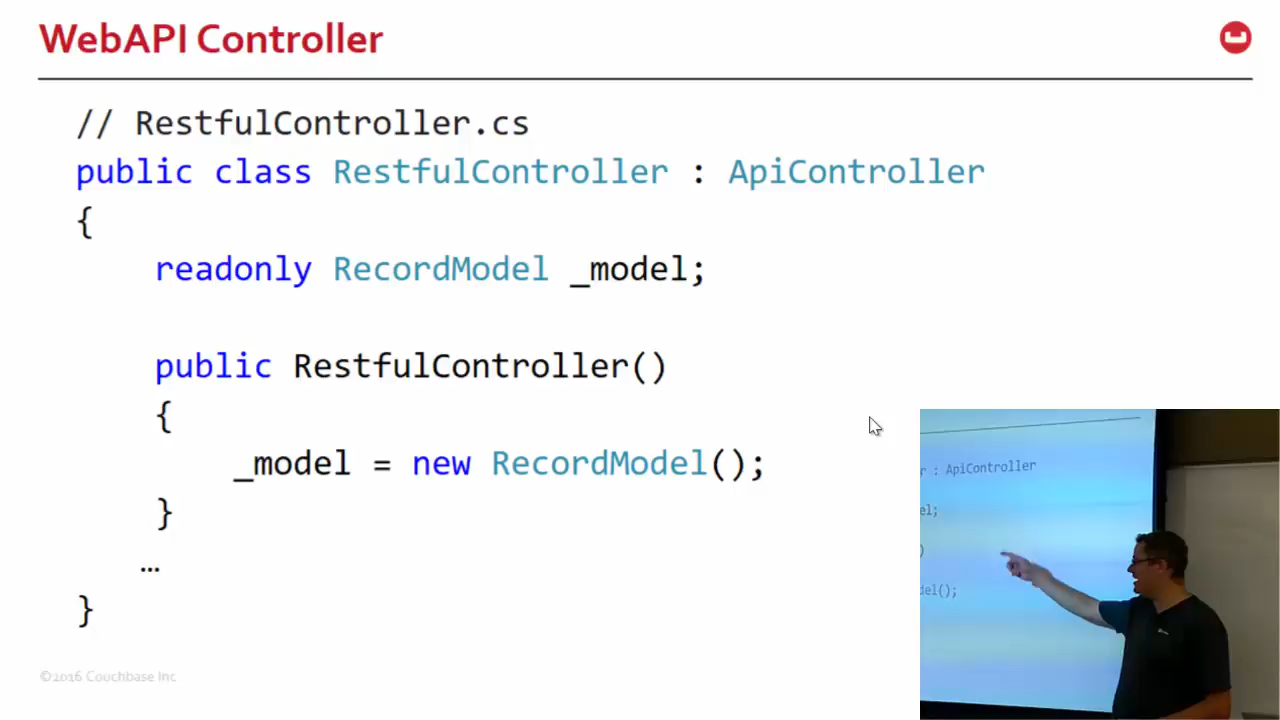 WebAPI Controller
// RestfulController.cs
public class RestfulController : ApiController
{
readonly RecordModel _model;
public RestfulController()
{
_model = new RecordModel();
}
…
}
©2016 Couchbase Inc
r : ApiController
el;
)
del();